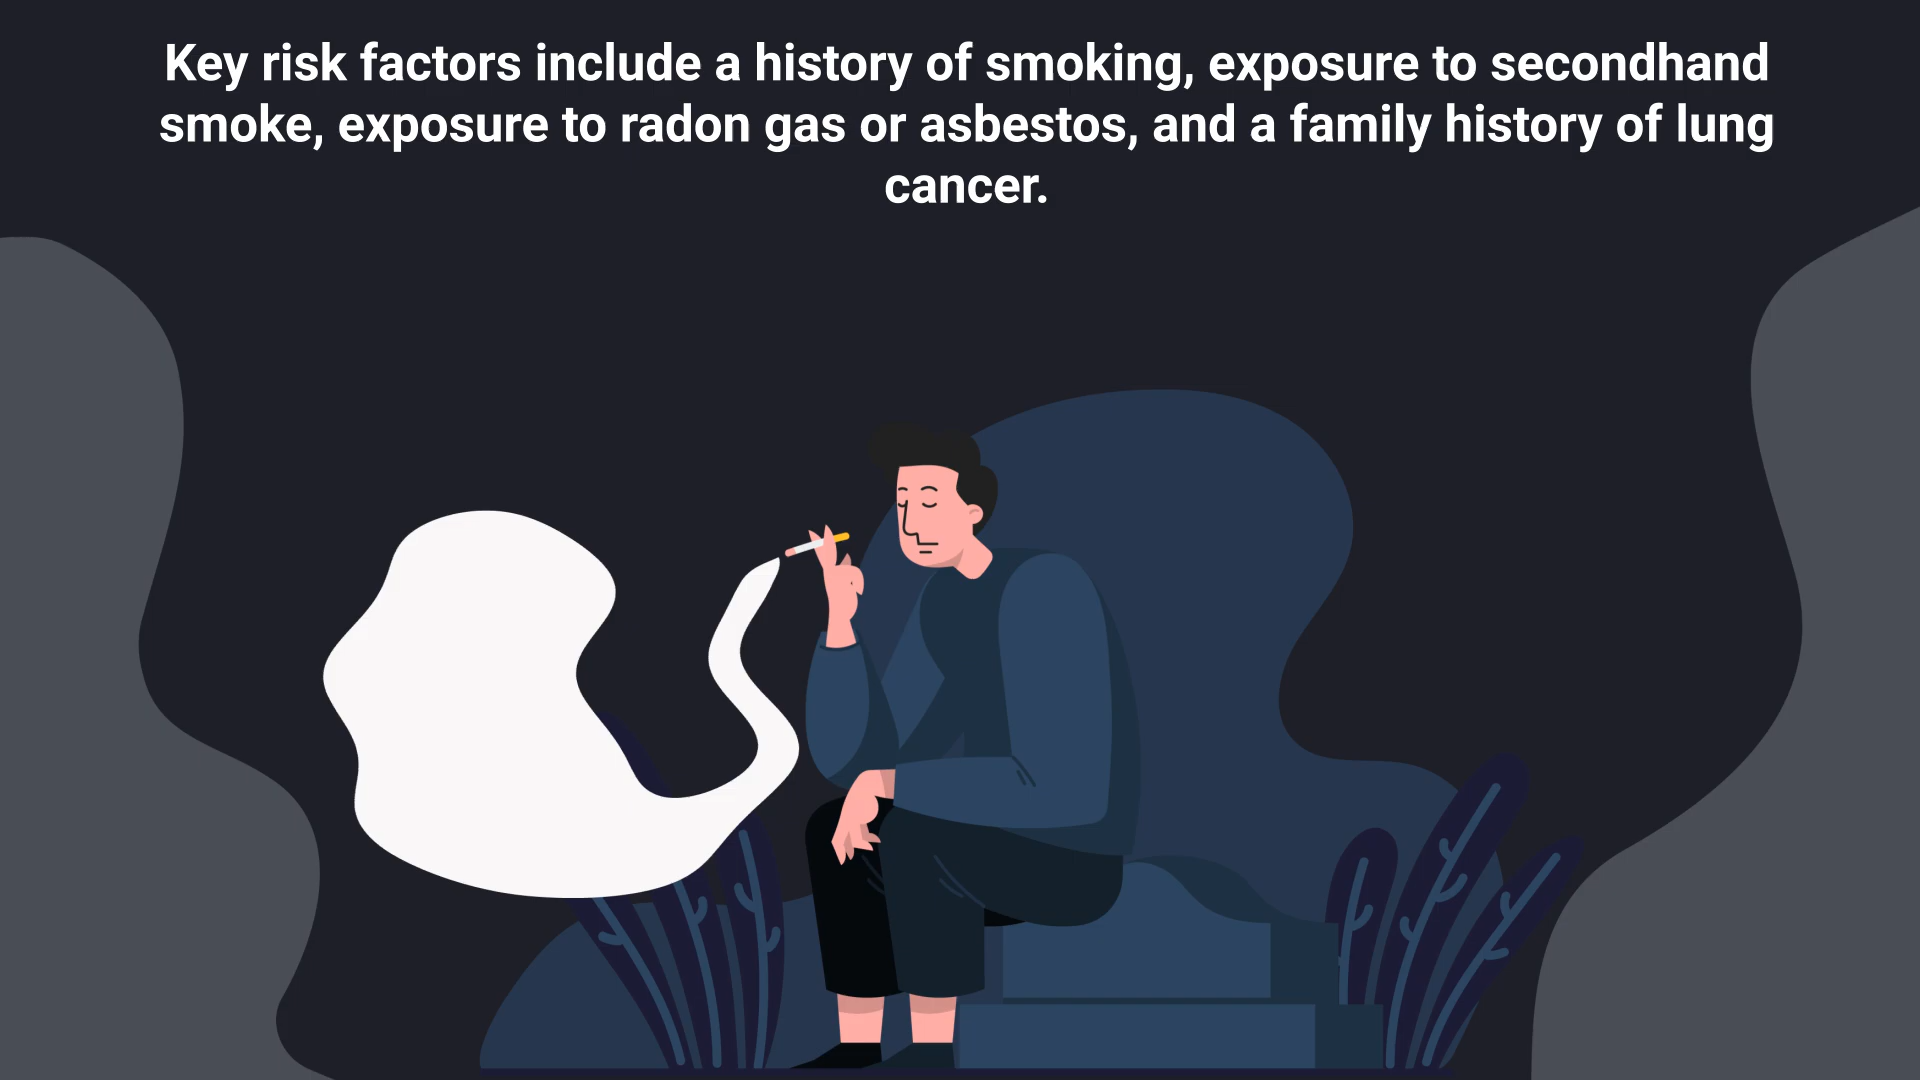 Key risk factors include a history of smoking, exposure to secondhand
smoke, exposure to radon gas or asbestos, and a family history of lung
cancer.